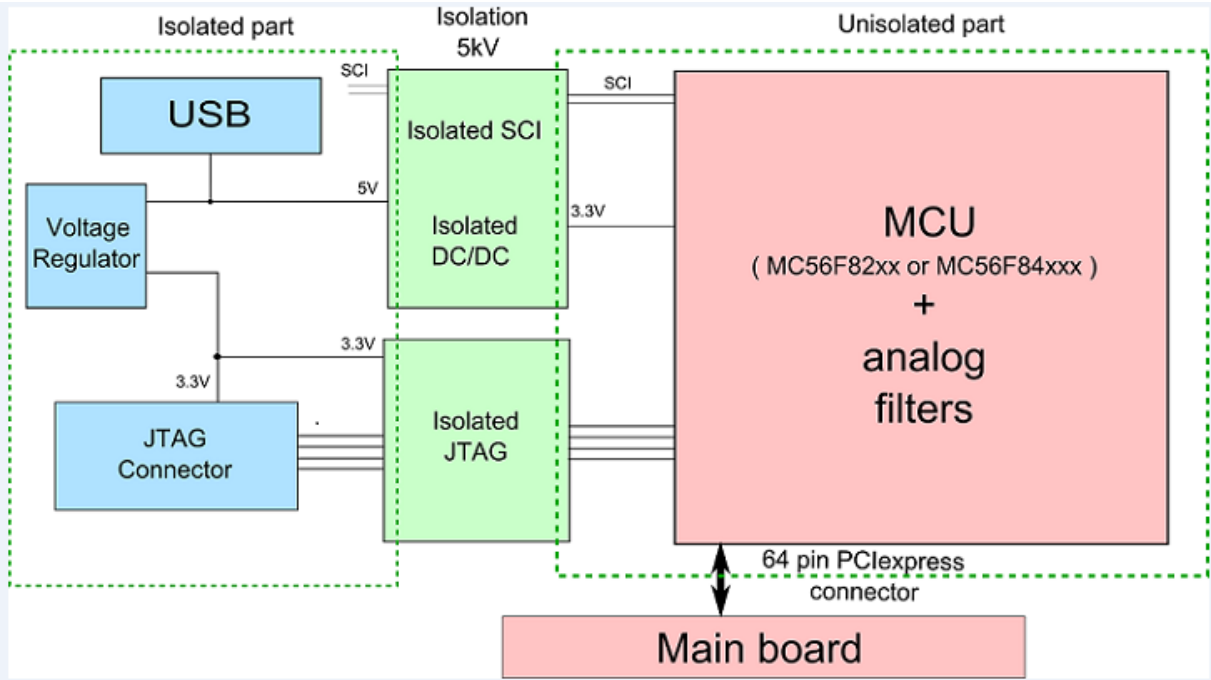 Isolated part
Isolation
5kV
Unisolated part
SCI
SCI
USB
Isolated SCI
5V
Voltage
Regulator
Isolated
DC/DC
3.3V
MCU
( MC56F82xx or MC56F84xxx )
+
analog
filters
3.3V
3.3V
JTAG
Connector
Isolated
JTAG
64 pin PCIexpress
connector
Main board